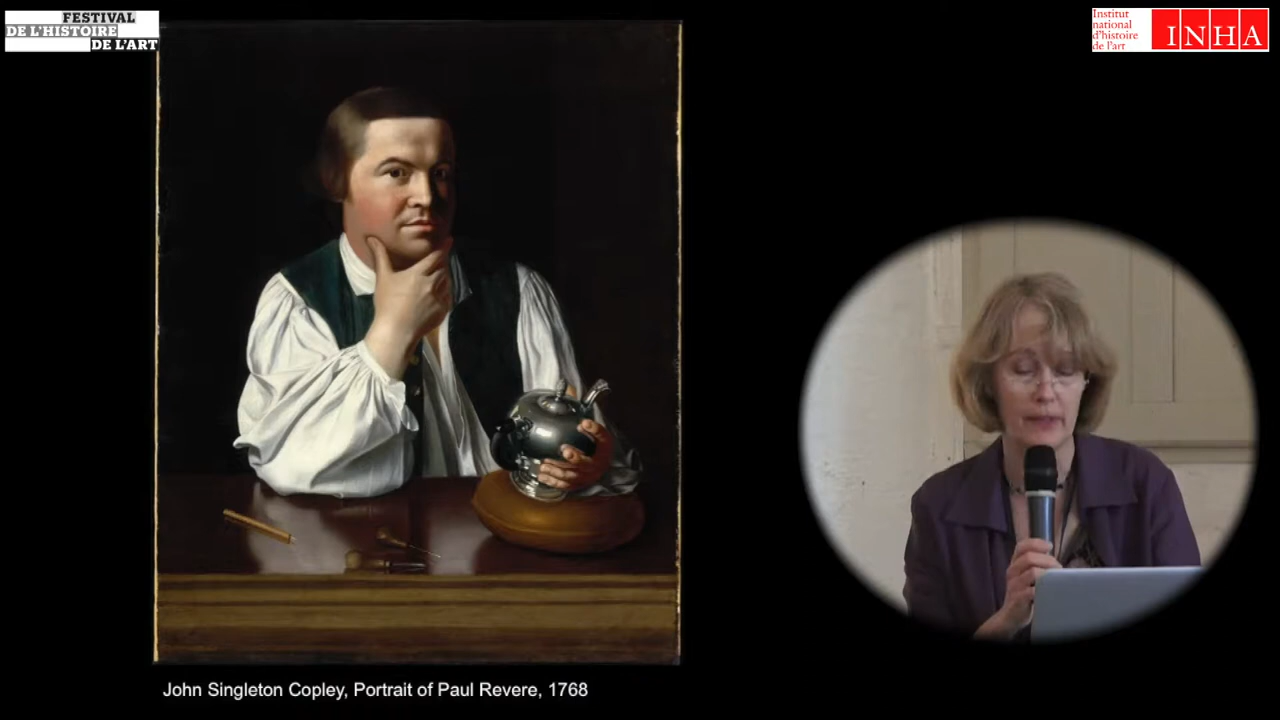 FESTIVAL
DE L'HISTOIRE
DE L'ART
Institut
national
d'histoire
de l'art
INHA
John Singleton Copley, Portrait of Paul Revere, 1768